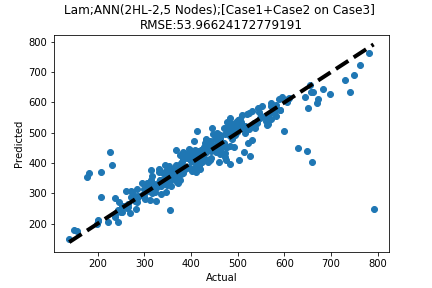 Lam;ANN(2HL-2,5 Nodes);[Case1+Case2 on Case3]
RMSE:53.96624172779191
800
700
600
500
400
300
200
Predicted
200 300 400 500 600 700 800
Actual